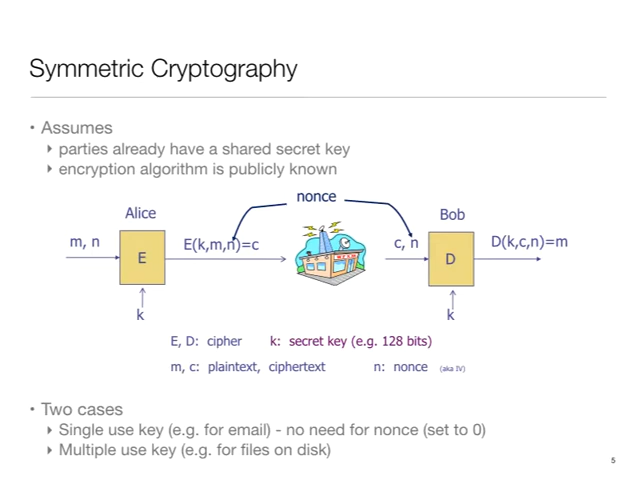 Symmetric Cryptography
• Assumes
‣ parties already have a shared secret key
‣ encryption algorithm is publicly known
nonce
Alice
Bob
m, n
E
E(k,m,n)=c
c, n
D
D(k,c,n)=m
k
k
E, D: cipher k: secret key (e.g. 128 bits)
m, c: plaintext, ciphertext n: nonce (aka IV)
• Two cases
‣ Single use key (e.g. for email) - no need for nonce (set to 0)
‣ Multiple use key (e.g. for files on disk)
5